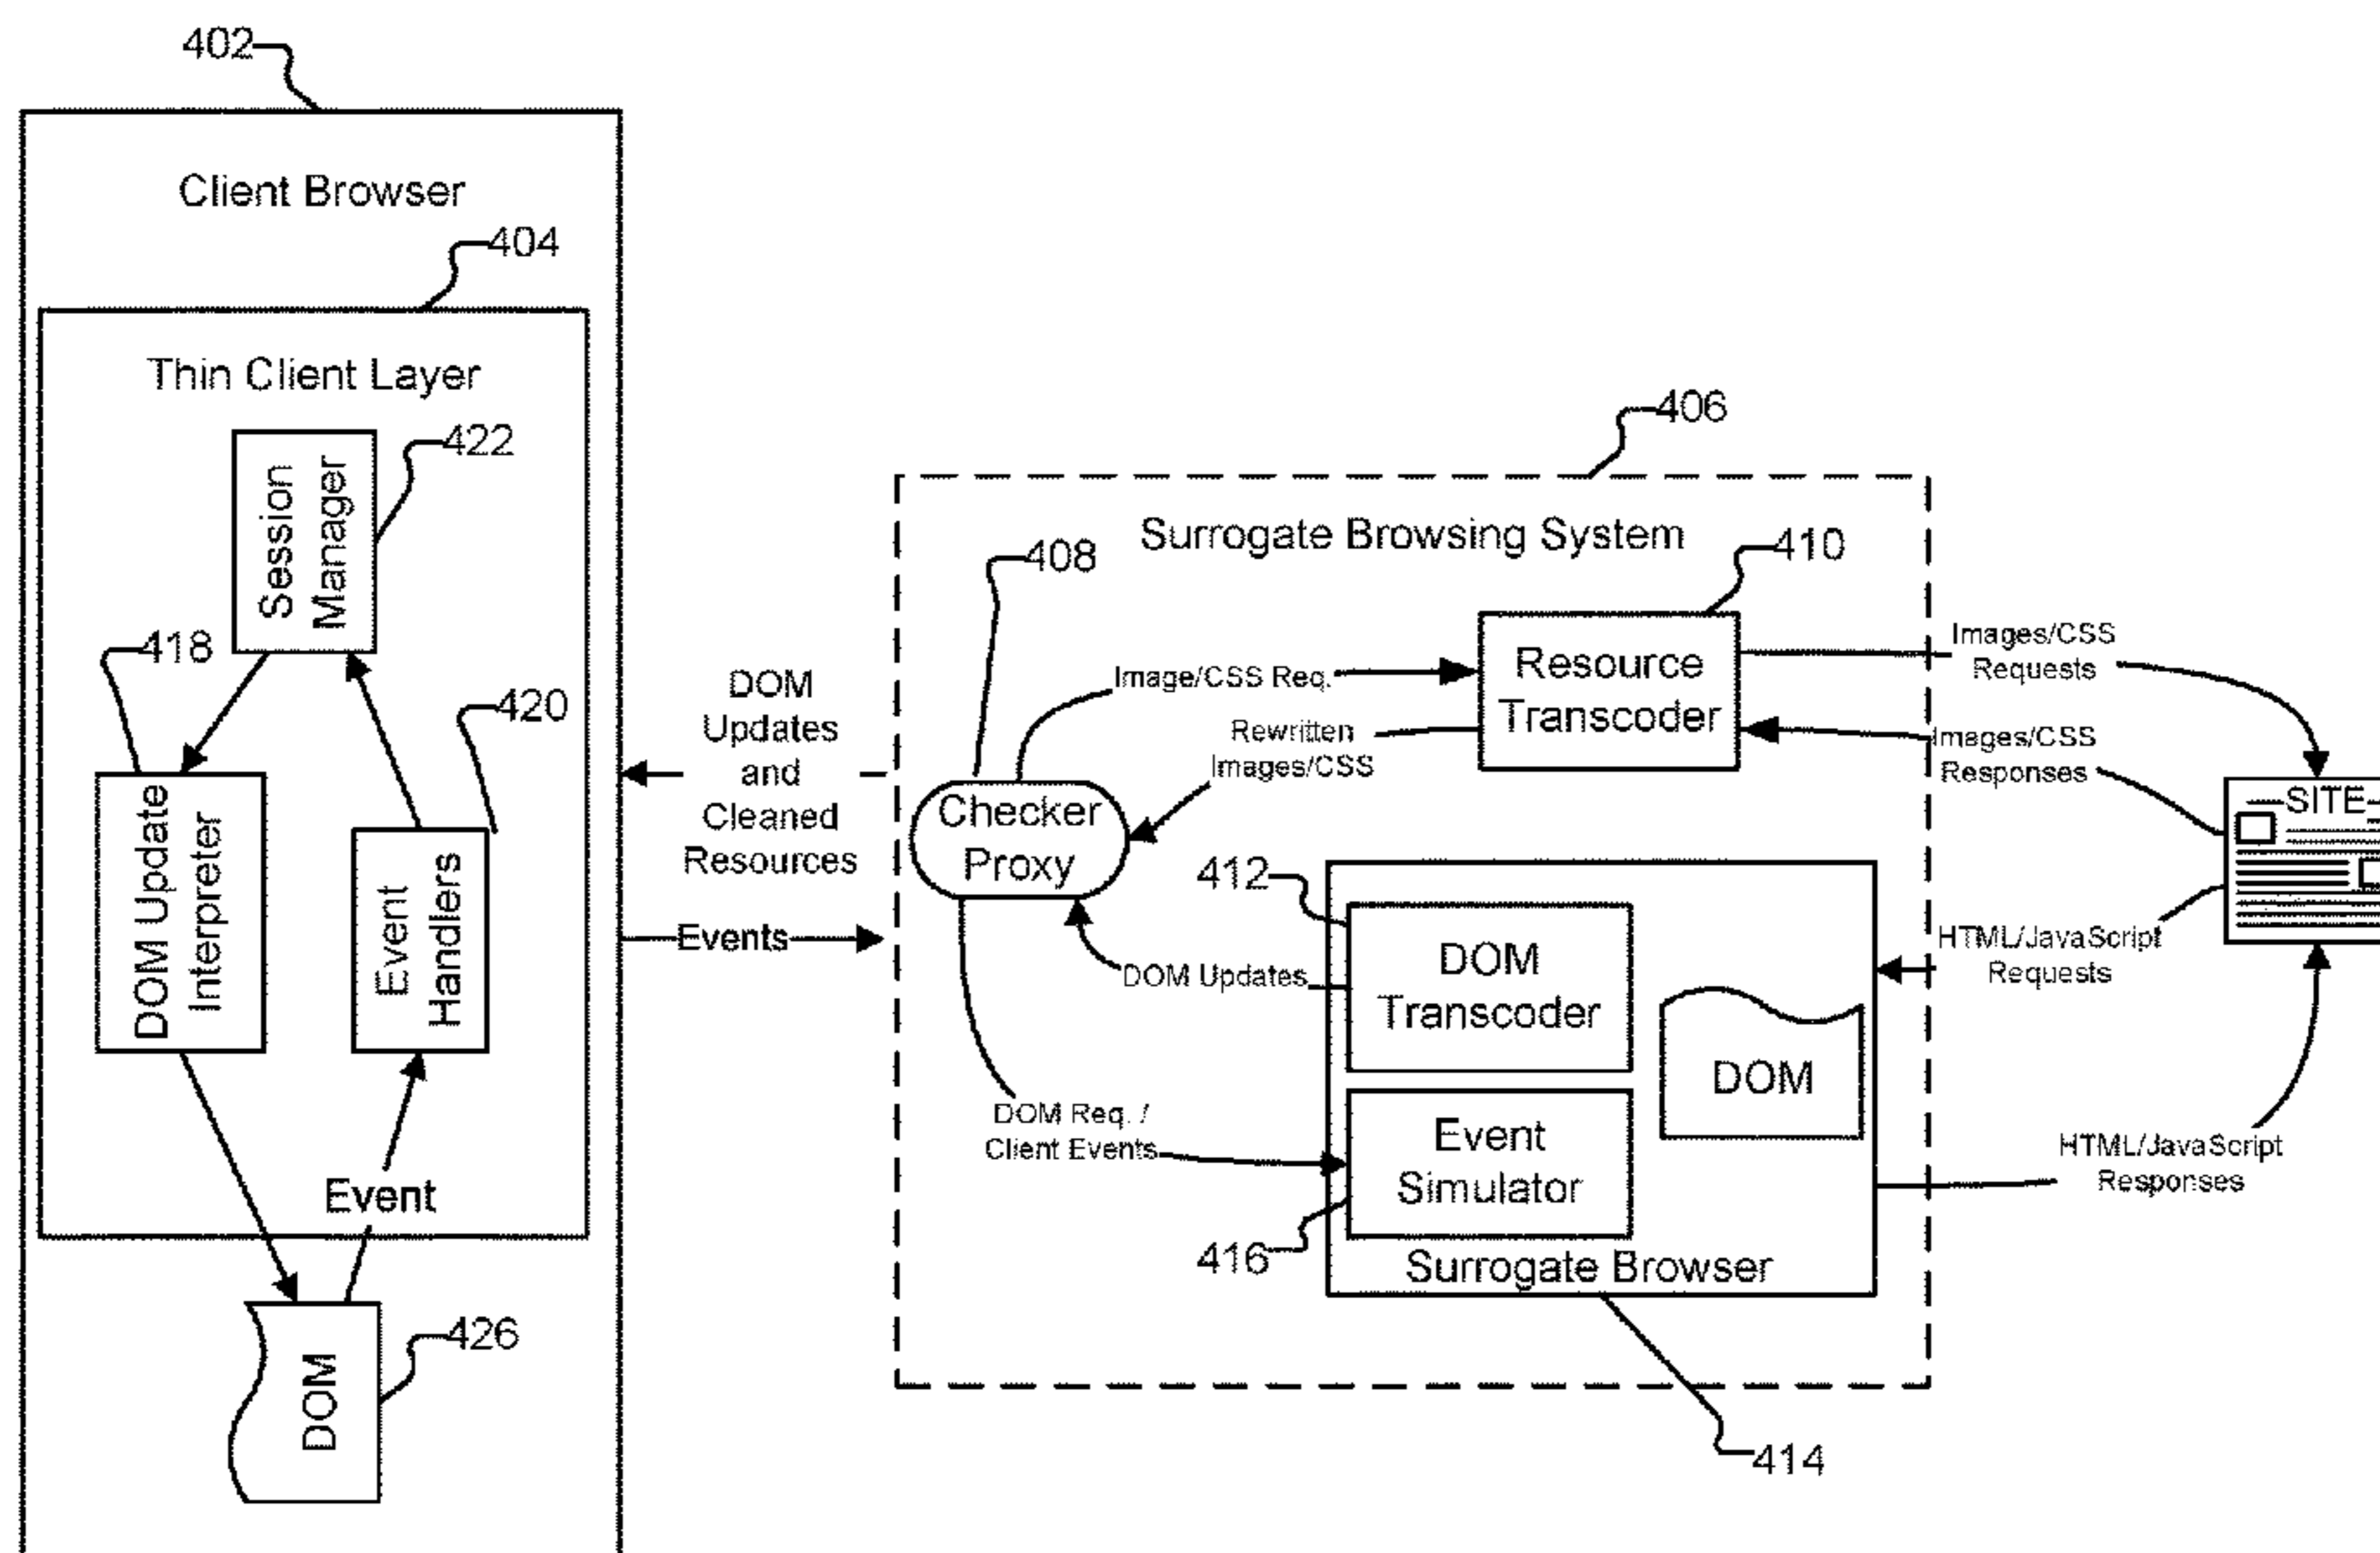 402
Client Browser
404
Thin Client Layer
Session
Manager
422
418
420
DOM Update
Interpreter
Event
Handlers
Event
DOM
426
DOM
Updates
and
Cleaned
Resources
Events
406
Surrogate Browsing System
408
410
Image/CSS Req.
Resource
Transcoder
Rewritten
Images/CSS
Checker
Proxy
412
DOM Updates
DOM
Transcoder
DOM
DOM Req. /
Client Events
Event
Simulator
416
Surrogate Browser
414
Images/CSS
Requests
Images/CSS
Responses
SITE
HTML/JavaScript
Requests
HTML/JavaScript
Responses